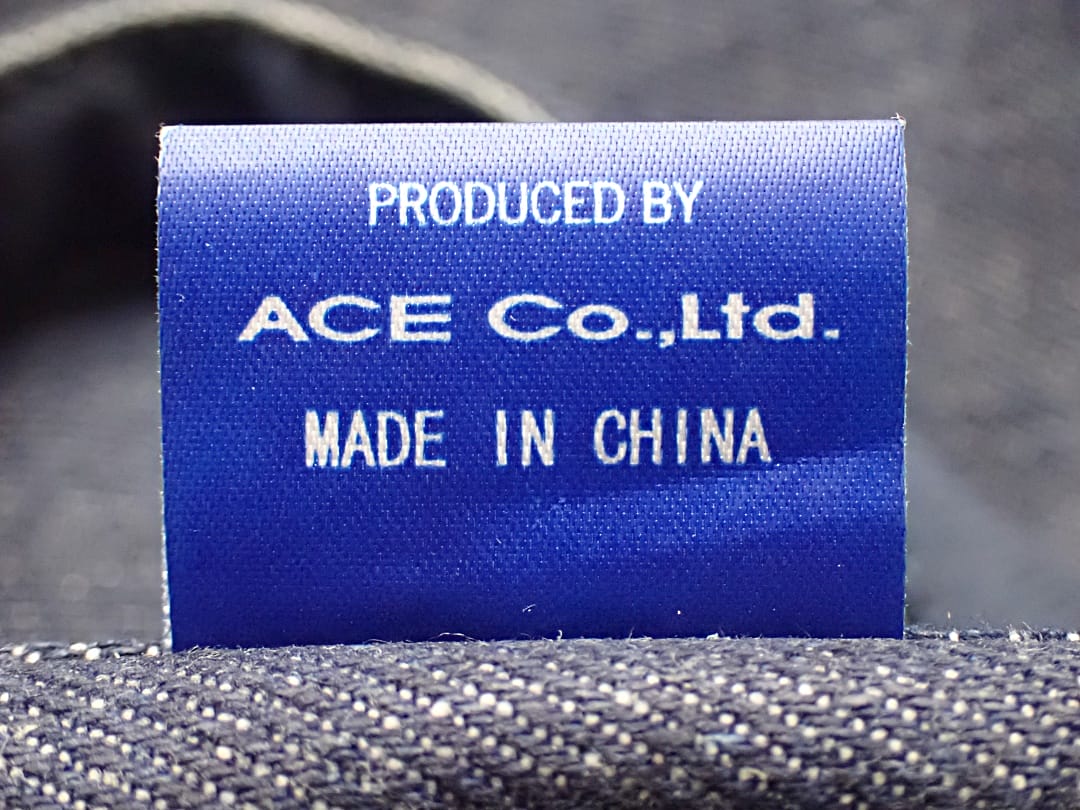 PRODUCED BY
ACE Co.,Ltd.
MADE IN CHINA